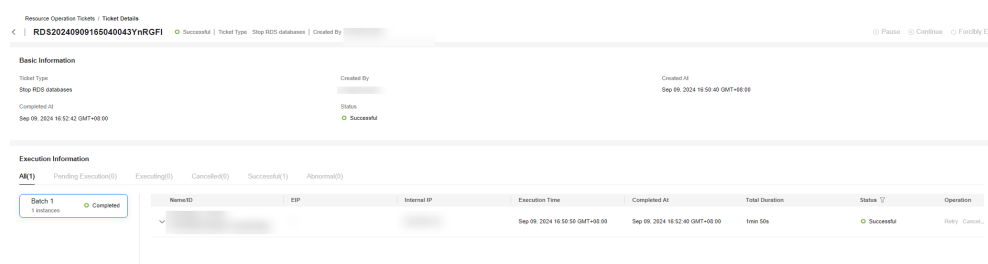 Resource Operation Tickets / Ticket Details
RDS20240909165040043YnRGFI Successful | Ticket Type Stop RDS databases | Created By Pause Continue Forcibly E
Basic Information
Ticket Type Created By Created At
Stop RDS databases Sep 09, 2024 16:50:40 GMT+08:00
Completed At Status
Sep 09, 2024 16:52:42 GMT+08:00 Successful
Execution Information
All(1) Pending Execution(0) Executing(0) Cancelled(0) Successful(1) Abnormal(0)
Batch 1 Completed
1 instances
Name/ID EIP Internal IP Execution Time Completed At Total Duration Status Operation
Sep 09, 2024 16:50:50 GMT+08:00 Sep 09, 2024 16:52:40 GMT+08:00 1min 50s Successful Retry Cancel...